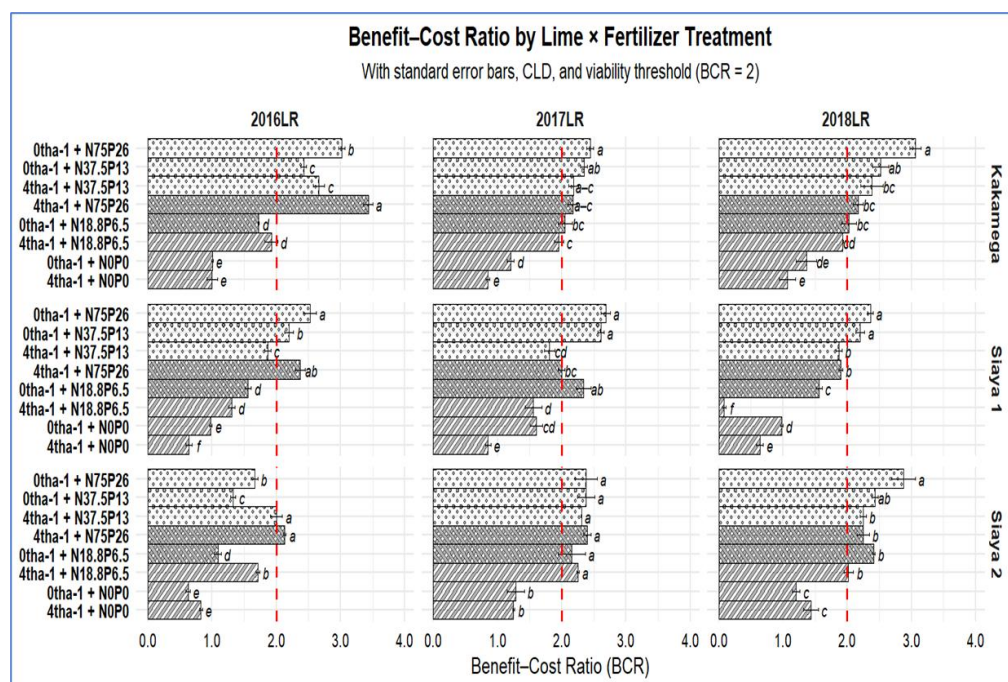 Benefit–Cost Ratio by Lime × Fertilizer Treatment
With standard error bars, CLD, and viability threshold (BCR = 2)
2016LR 2017LR 2018LR
0tha-1 + N75P26 b a a
0tha-1 + N37.5P13 c ab ab
4tha-1 + N37.5P13 c a–c bc
4tha-1 + N75P26 a a–c bc
0tha-1 + N18.8P6.5 d bc bc
4tha-1 + N18.8P6.5 d c cd
0tha-1 + N0P0 e d de
4tha-1 + N0P0 e e e
Kakamega
0tha-1 + N75P26 a a a
0tha-1 + N37.5P13 b a a
4tha-1 + N37.5P13 c cd b
4tha-1 + N75P26 ab bc b
0tha-1 + N18.8P6.5 d ab c
4tha-1 + N18.8P6.5 d d f
0tha-1 + N0P0 e cd d
4tha-1 + N0P0 f e e
Siaya 1
0tha-1 + N75P26 b a a
0tha-1 + N37.5P13 c a ab
4tha-1 + N37.5P13 a a b
4tha-1 + N75P26 a a b
0tha-1 + N18.8P6.5 d a b
4tha-1 + N18.8P6.5 b a b
0tha-1 + N0P0 e b c
4tha-1 + N0P0 e b c
Siaya 2
0.0 1.0 2.0 3.0 4.0 0.0 1.0 2.0 3.0 4.0 0.0 1.0 2.0 3.0 4.0
Benefit–Cost Ratio (BCR)